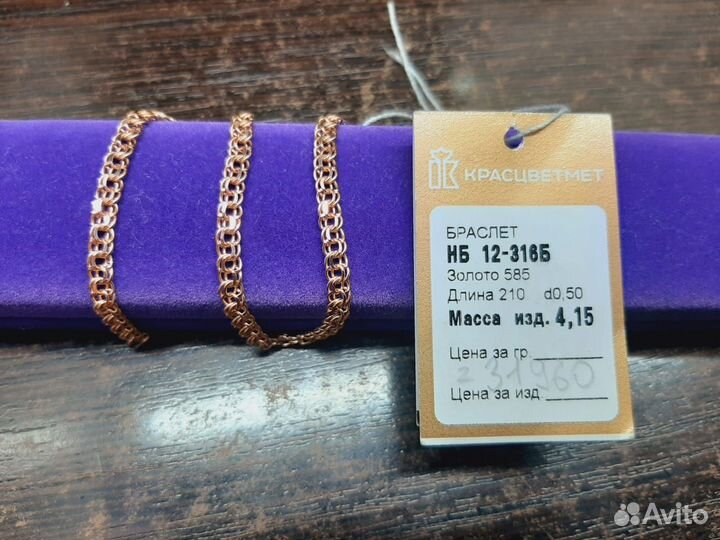 КРАСЦВЕТМЕТ
БРАСЛЕТ
НБ 12-316Б
Золото 585
Длина 210 d0,50
Масса изд. 4,15
Цена за гр.
= 31960
Цена за изд.
Avito